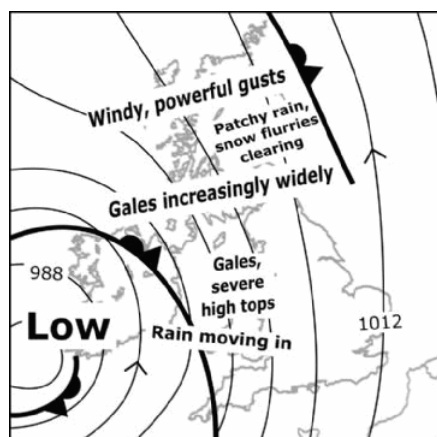 Windy, powerful gusts
Patchy rain,
snow flurries
clearing
Gales increasingly widely
988
Gales,
severe
high tops
Low
1012
Rain moving in